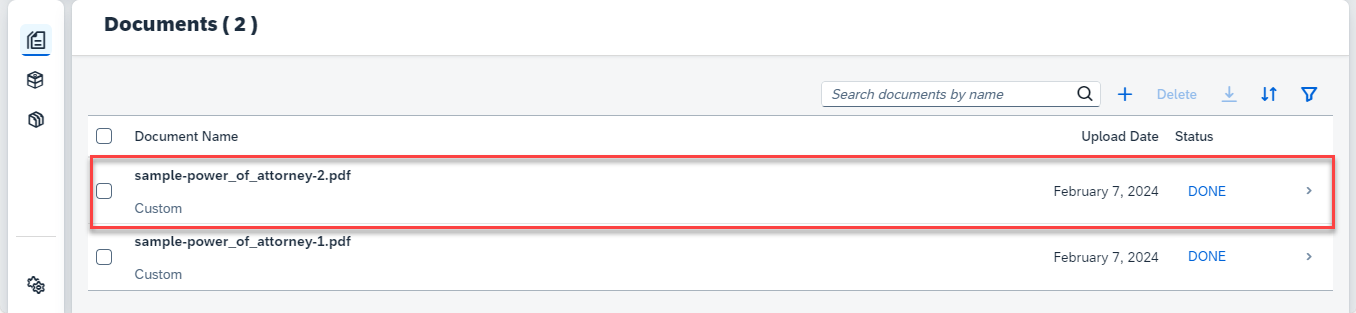 Documents ( 2 )
Search documents by name
Delete
Document Name Upload Date Status
sample-power_of_attorney-2.pdf
Custom
February 7, 2024 DONE
sample-power_of_attorney-1.pdf
Custom
February 7, 2024 DONE